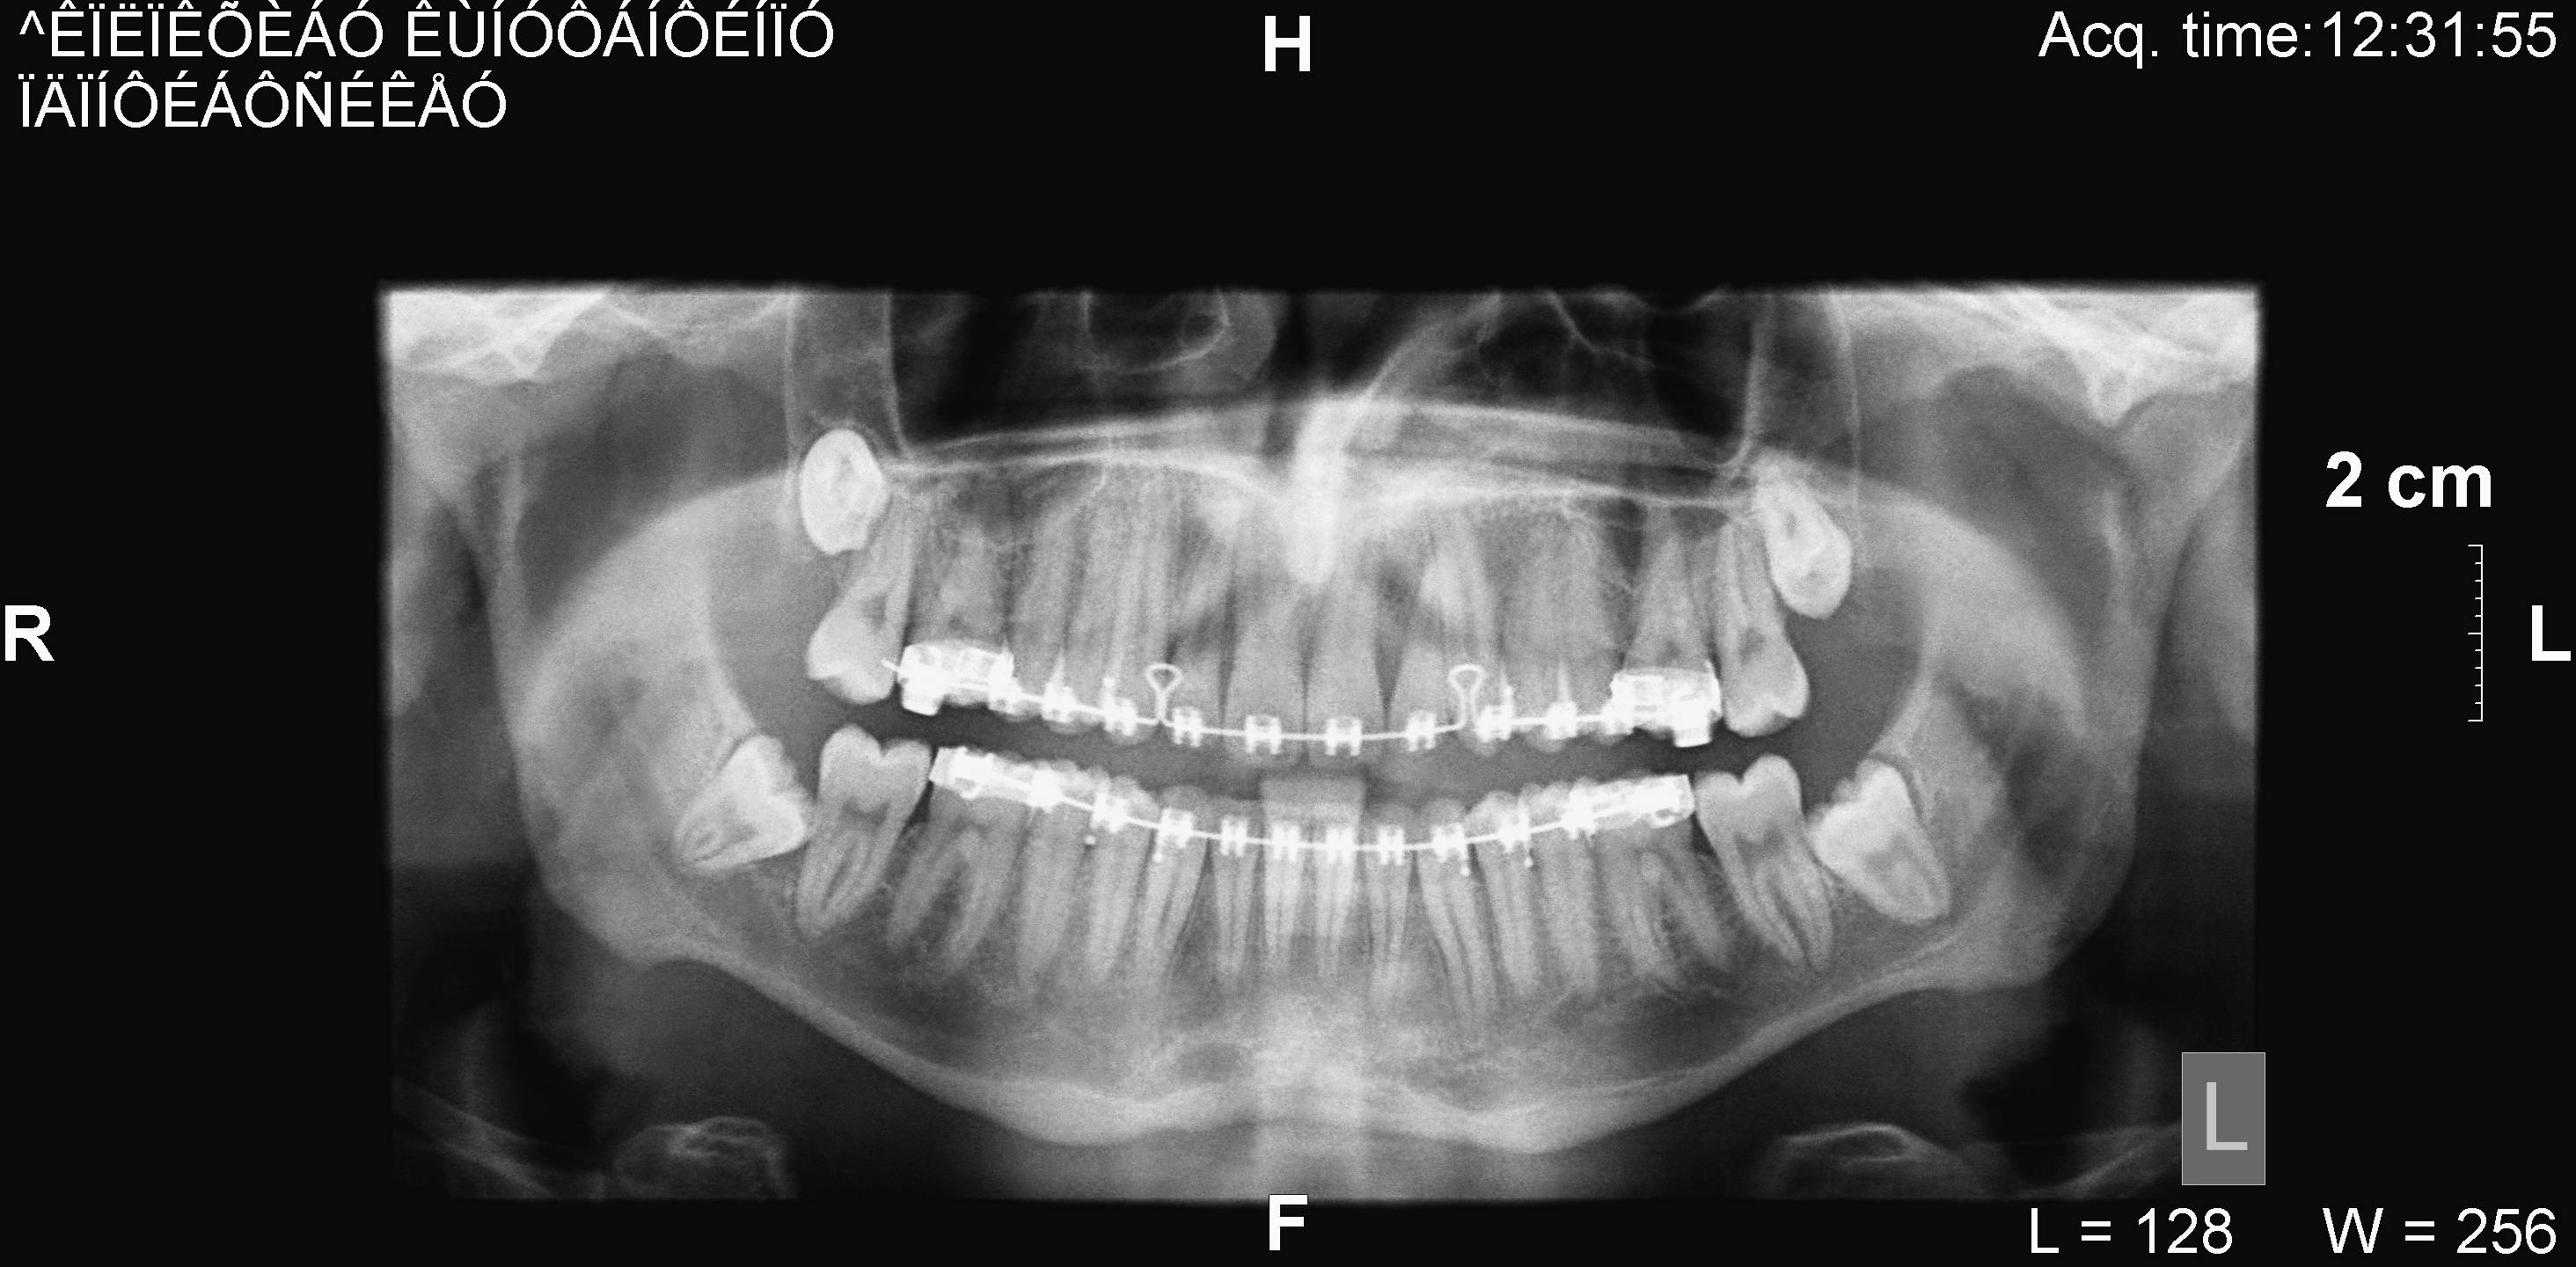 ^ÊÏËÏÊÕÈÁÓ ÊÙÍÓÔÁÍÔÉÍÏÓ
ÏÄÏÍÔÉÁÔÑÉÊÅÓ
H
Acq. time:12:31:55
2 cm
R
L
L
F
L = 128 W = 256